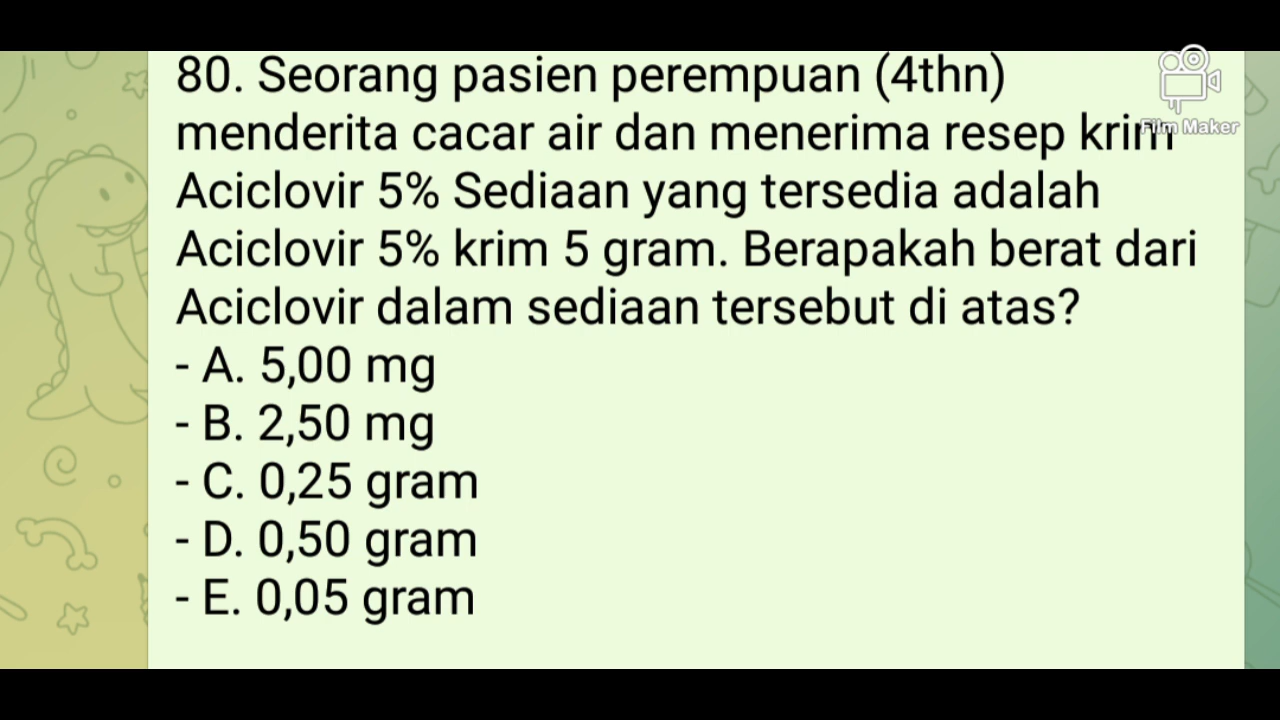 80. Seorang pasien perempuan (4thn)
menderita cacar air dan menerima resep krim
Aciclovir 5% Sediaan yang tersedia adalah
Aciclovir 5% krim 5 gram. Berapakah berat dari
Aciclovir dalam sediaan tersebut di atas?
- A. 5,00 mg
- B. 2,50 mg
- C. 0,25 gram
- D. 0,50 gram
- E. 0,05 gram
Film Maker